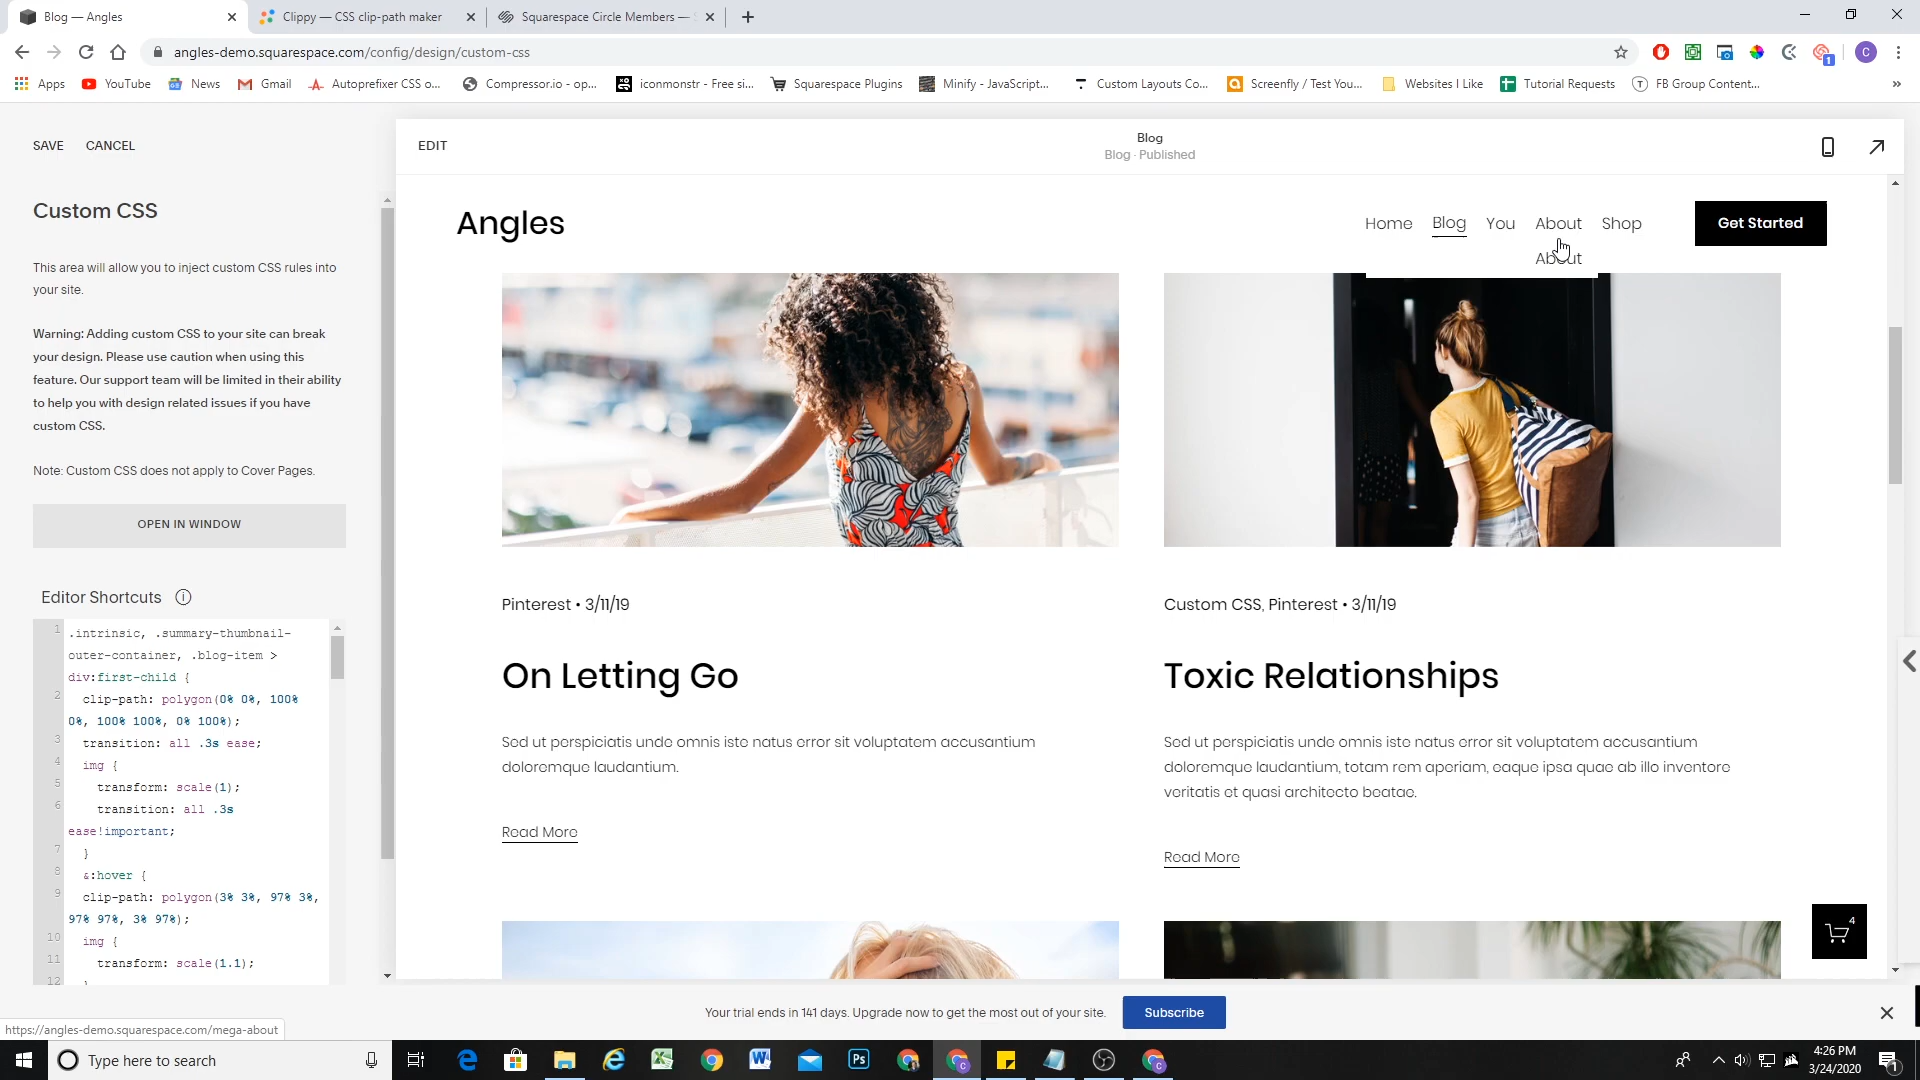 Blog — Angles
Clippy — CSS clip-path maker
Squarespace Circle Members —
angles-demo.squarespace.com/config/design/custom-css
Apps
YouTube
News
Gmail
Autoprefixer CSS o...
Compressor.io - op...
iconmonstr - Free si...
Squarespace Plugins
Minify - JavaScript...
Custom Layouts Co...
Screenfly / Test You...
Websites I Like
Tutorial Requests
FB Group Content...
»
SAVE
CANCEL
Custom CSS
This area will allow you to inject custom CSS rules into
your site.
Warning: Adding custom CSS to your site can break
your design. Please use caution when using this
feature. Our support team will be limited in their ability
to help you with design related issues if you have
custom CSS.
Note: Custom CSS does not apply to Cover Pages.
OPEN IN WINDOW
Editor Shortcuts
1 .intrinsic, .summary-thumbnail-
outer-container, .blog-item >
div:first-child {
2 clip-path: polygon(0% 0%, 100%
0%, 100% 100%, 0% 100%);
3 transition: all .3s ease;
4 img {
5 transform: scale(1);
6 transition: all .3s
ease!important;
7 }
8 &:hover {
9 clip-path: polygon(3% 3%, 97% 3%,
97% 97%, 3% 97%);
10 img {
11 transform: scale(1.1);
12
EDIT
Blog
Blog · Published
Angles
Home
Blog
You
About
Shop
Get Started
About
Pinterest • 3/11/19
On Letting Go
Sed ut perspiciatis unde omnis iste natus error sit voluptatem accusantium
doloremque laudantium.
Read More
Custom CSS, Pinterest • 3/11/19
Toxic Relationships
Sed ut perspiciatis unde omnis iste natus error sit voluptatem accusantium
doloremque laudantium, totam rem aperiam, eaque ipsa quae ab illo inventore
veritatis et quasi architecto beatae.
Read More
4
Your trial ends in 141 days. Upgrade now to get the most out of your site.
Subscribe
https://angles-demo.squarespace.com/mega-about
Type here to search
4:26 PM
3/24/2020